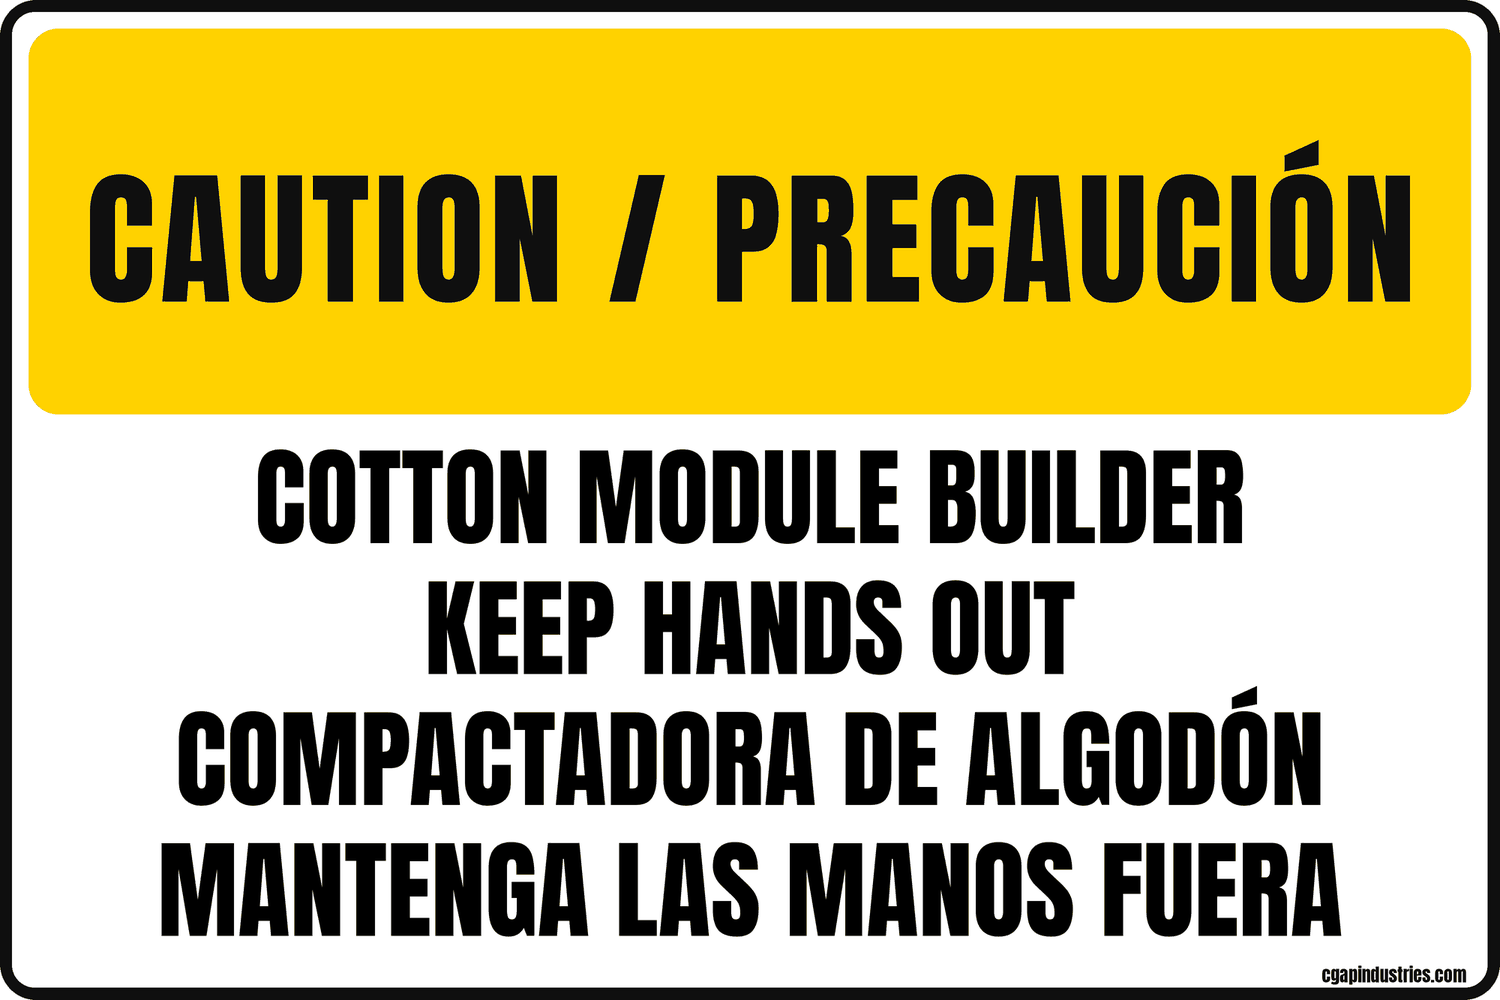 CAUTION / PRECAUCIÓN
COTTON MODULE BUILDER
KEEP HANDS OUT
COMPACTADORA DE ALGODÓN
MANTENGA LAS MANOS FUERA
cgapindustries.com